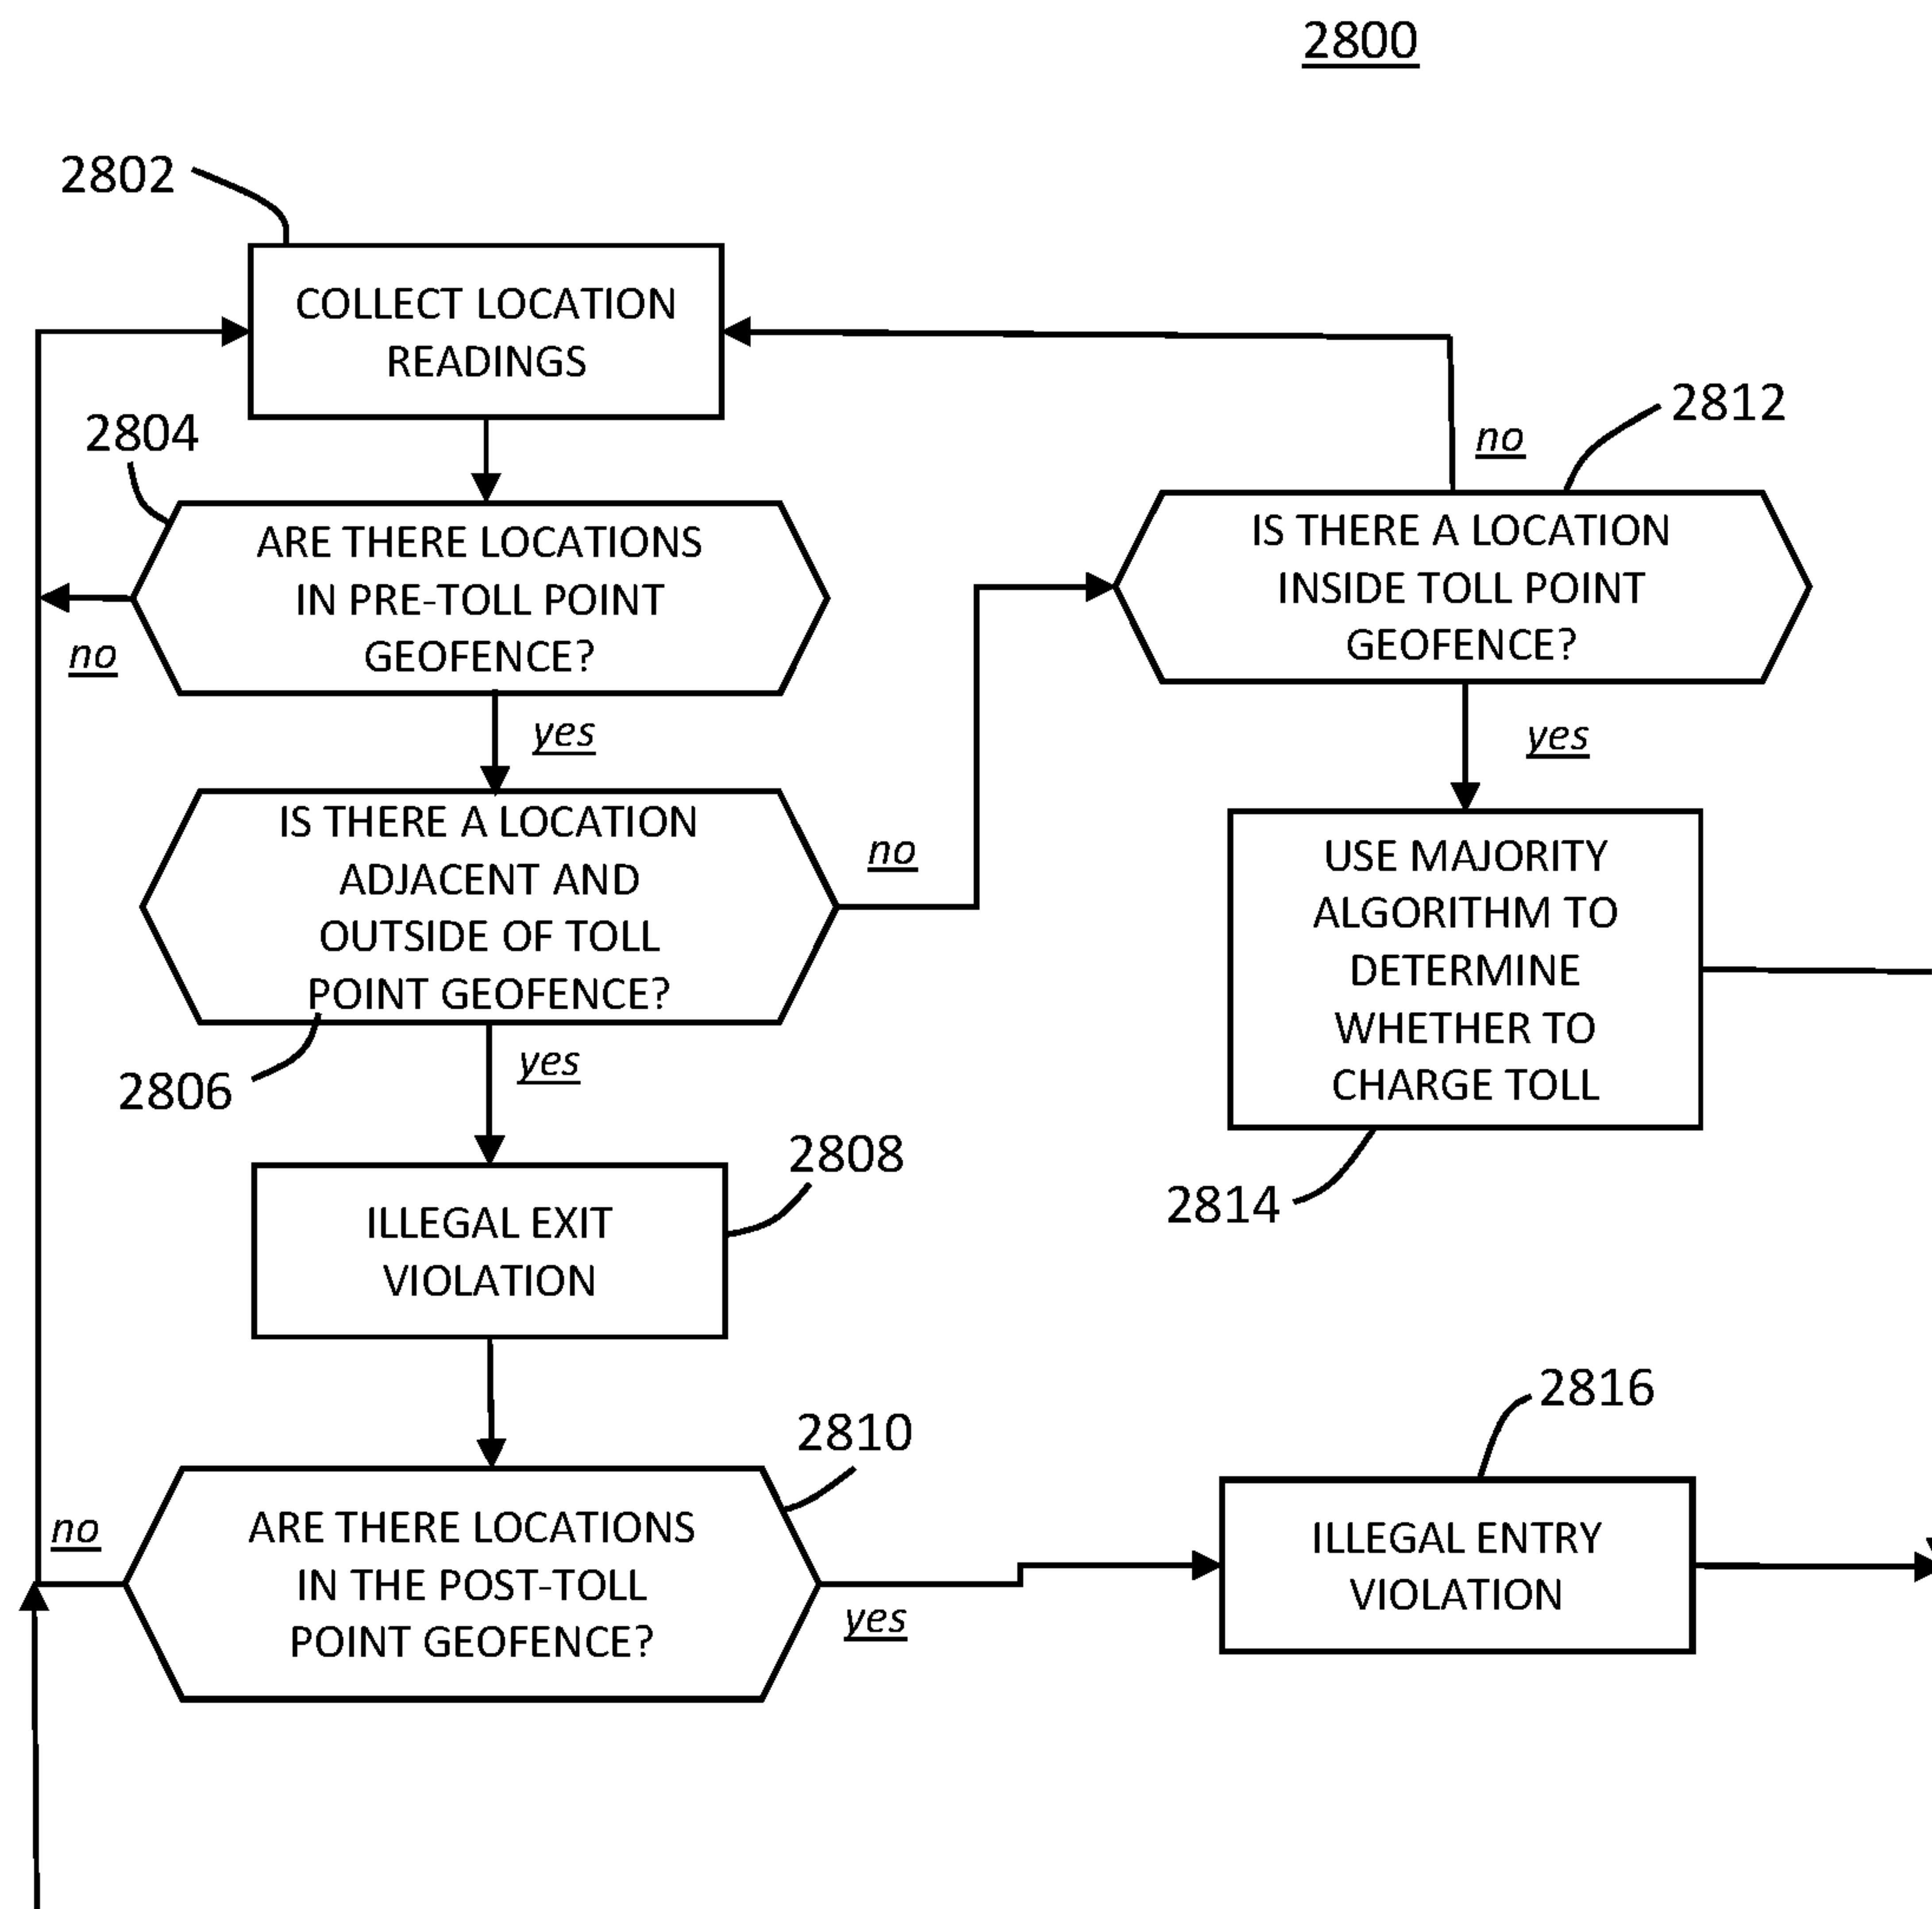 2800
2802
COLLECT LOCATION
READINGS
2804
no
2812
ARE THERE LOCATIONS
IN PRE-TOLL POINT
GEOFENCE?
no
yes
IS THERE A LOCATION
INSIDE TOLL POINT
GEOFENCE?
yes
IS THERE A LOCATION
ADJACENT AND
OUTSIDE OF TOLL
POINT GEOFENCE?
no
2806
yes
USE MAJORITY
ALGORITHM TO
DETERMINE
WHETHER TO
CHARGE TOLL
2814
2808
ILLEGAL EXIT
VIOLATION
2810
2816
no
ARE THERE LOCATIONS
IN THE POST-TOLL
POINT GEOFENCE?
yes
ILLEGAL ENTRY
VIOLATION